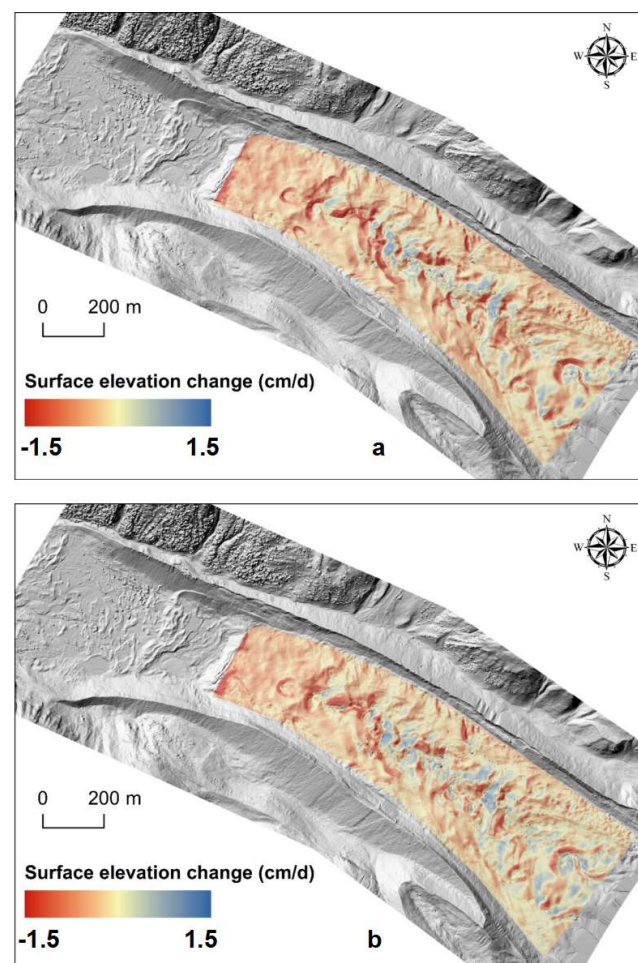 N
W E
S
0 200 m
Surface elevation change (cm/d)
-1.5 1.5 a
N
W E
S
0 200 m
Surface elevation change (cm/d)
-1.5 1.5 b